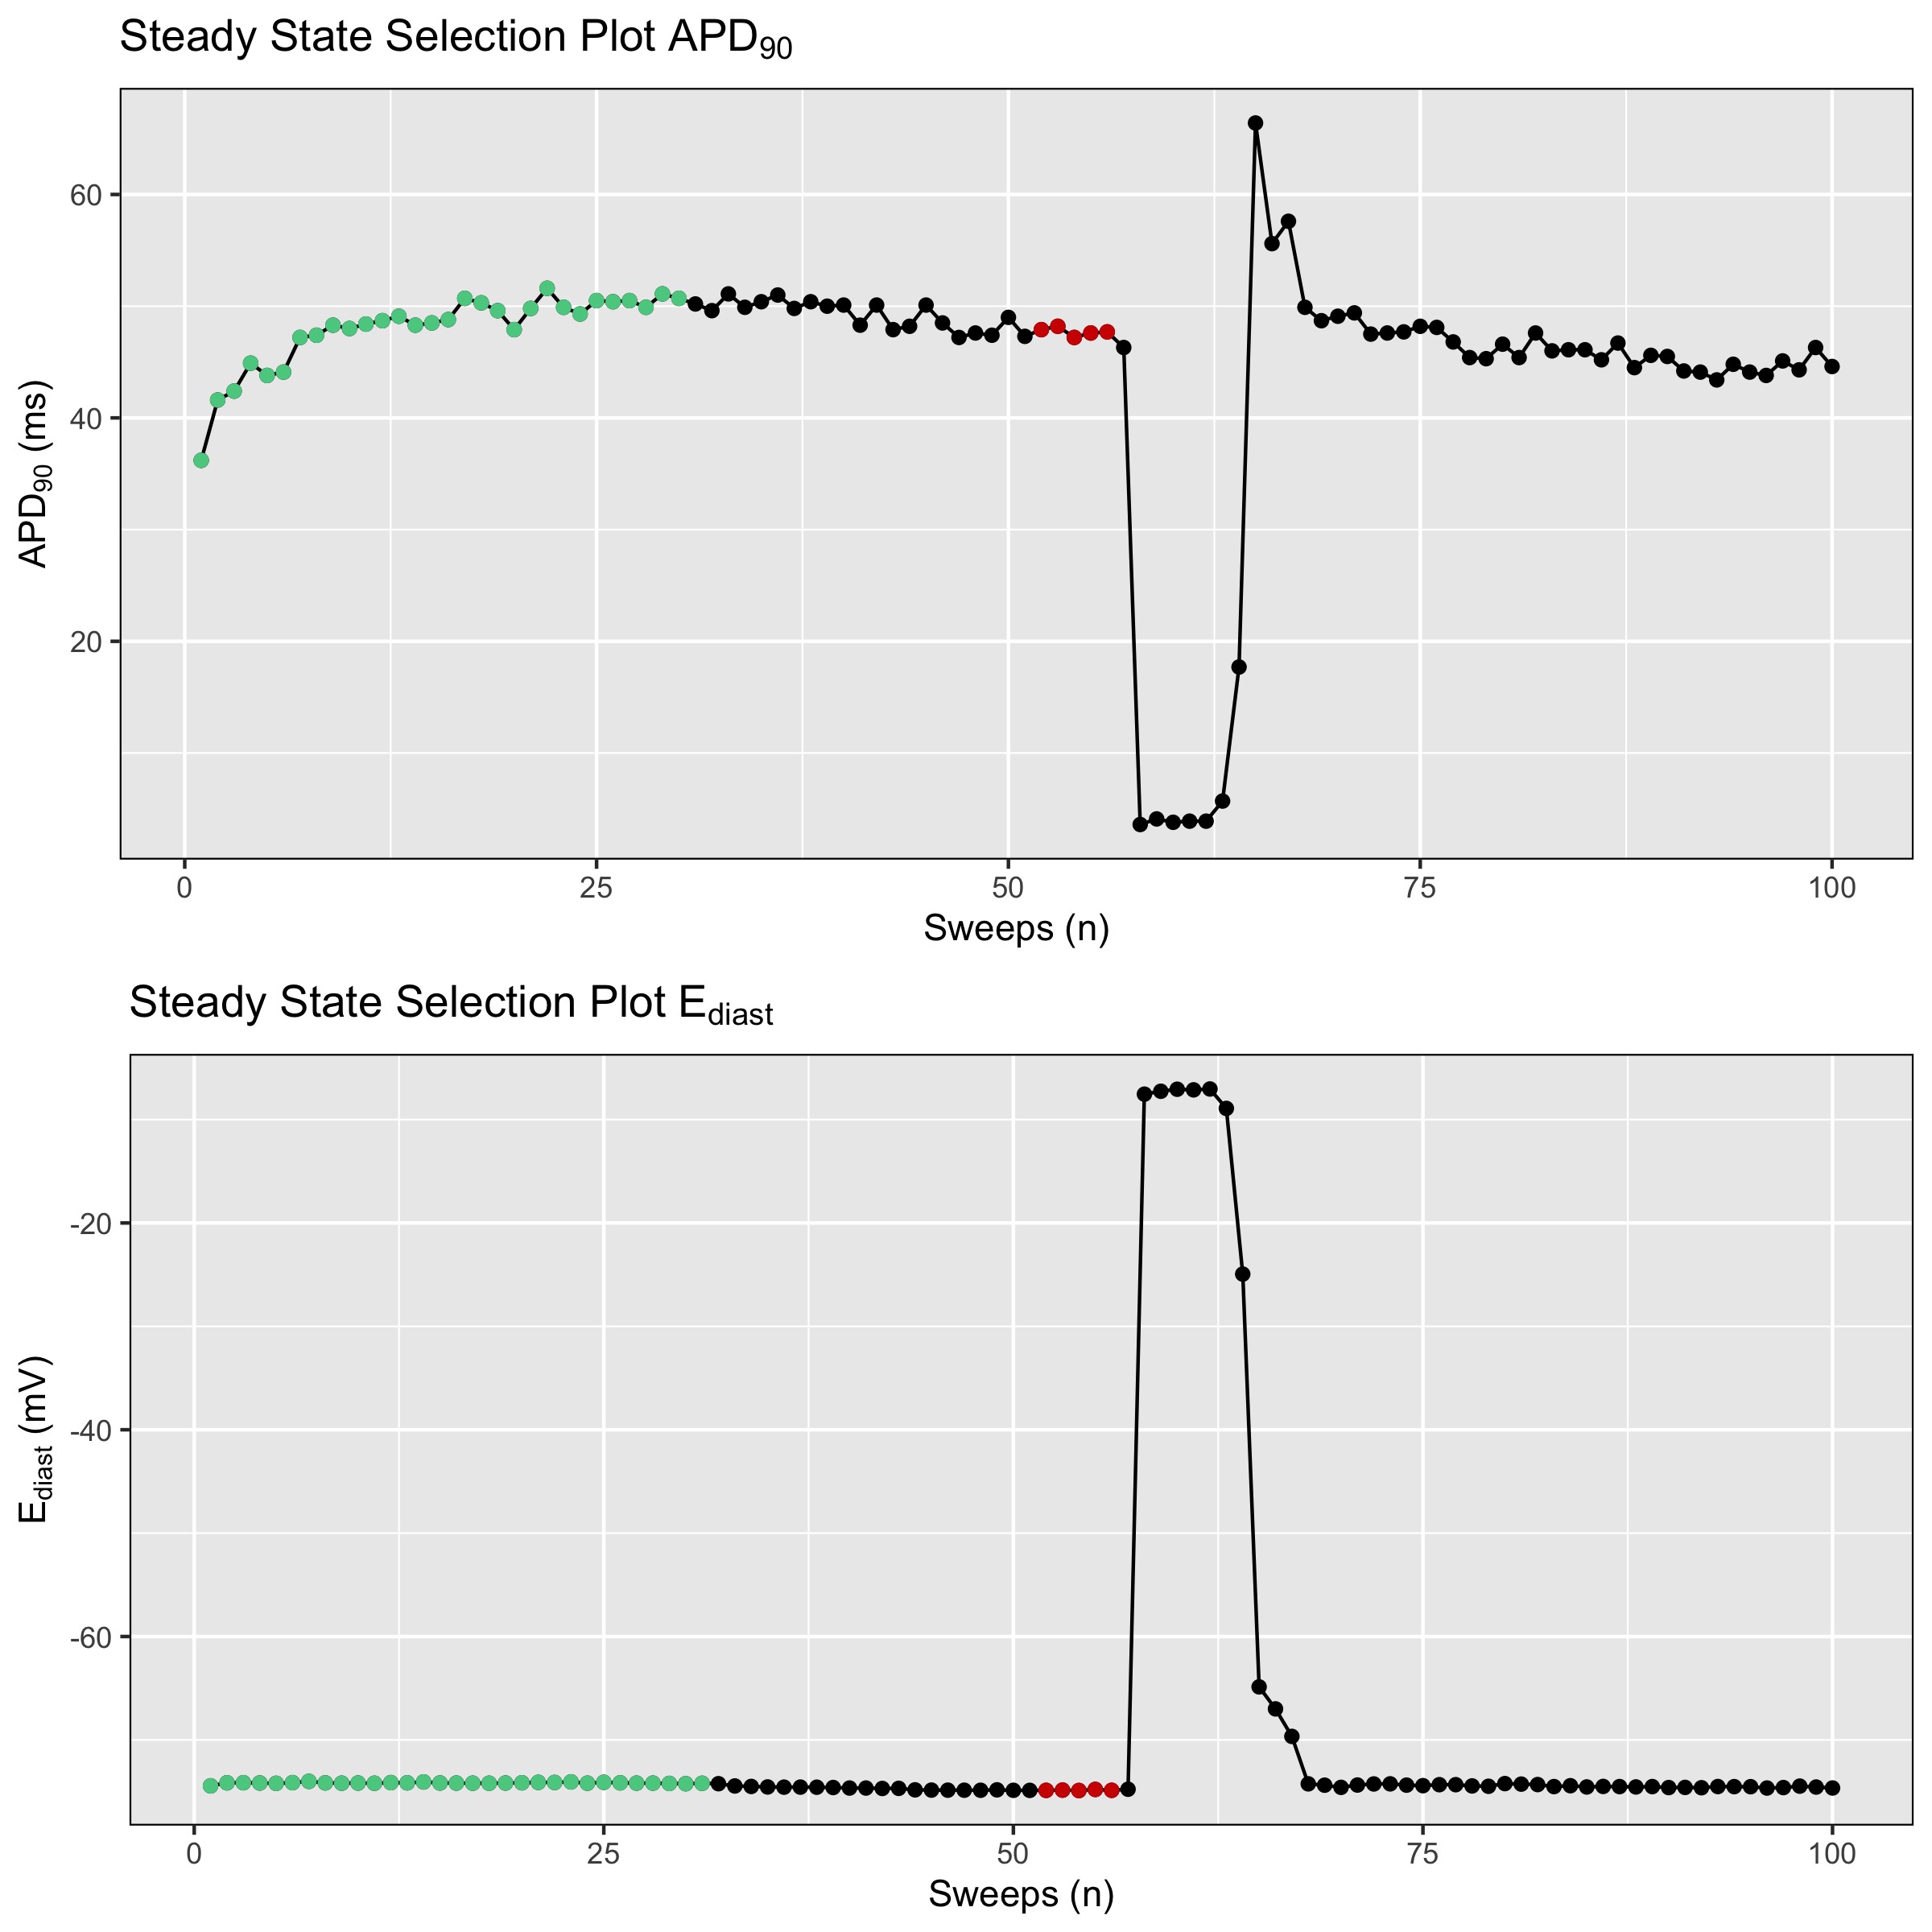 Steady State Selection Plot APD90
60
40
20
APD90 (ms)
0 25 50 75 100
Sweeps (n)
Steady State Selection Plot Ediast
-20
-40
-60
Ediast (mV)
0 25 50 75 100
Sweeps (n)